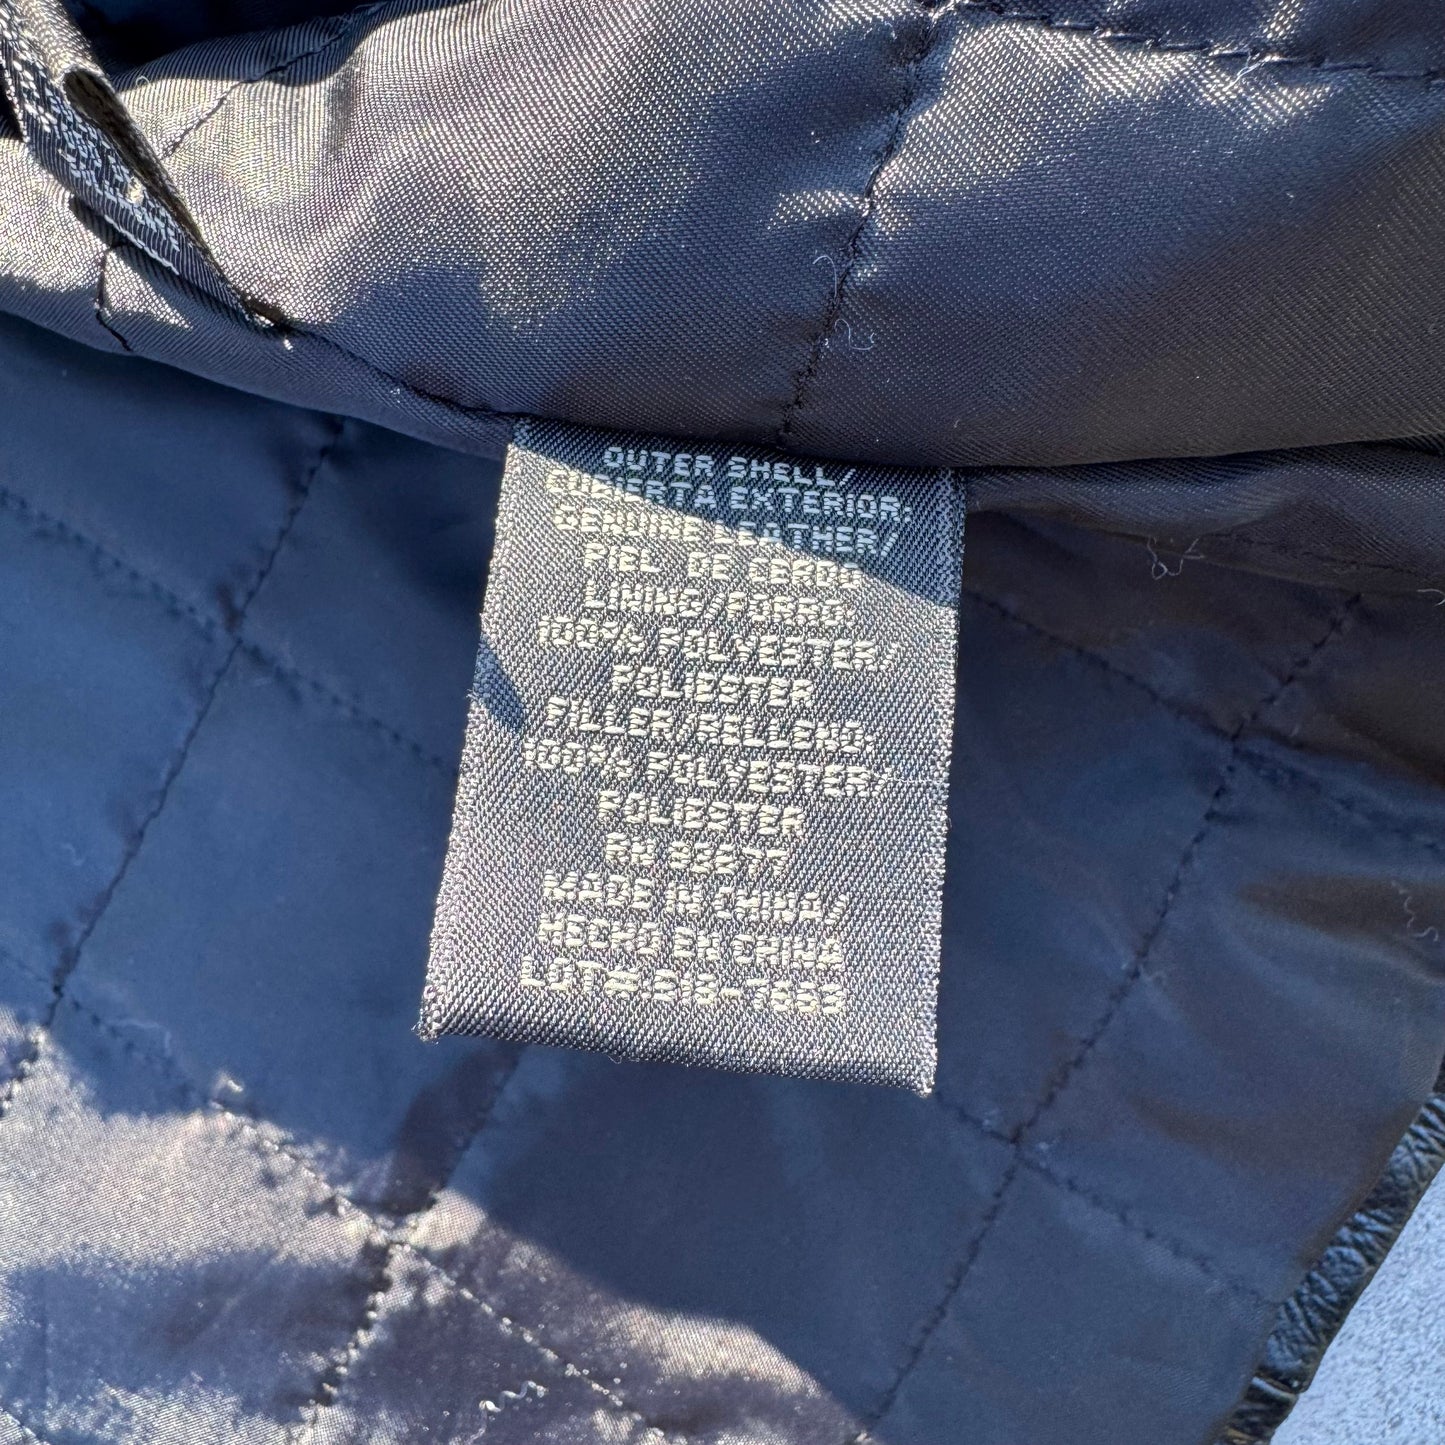 OUTER SHELL/
CUBIERTA EXTERIOR,
GENUINE LEATHER/
PIEL DE CERDO
LINING/FORRO,
100% POLYESTER/
POLIESTER
FILLER/RELLENO,
100% POLYESTER/
POLIESTER
RN
MADE IN CHINA/
HECHO EN CHINA